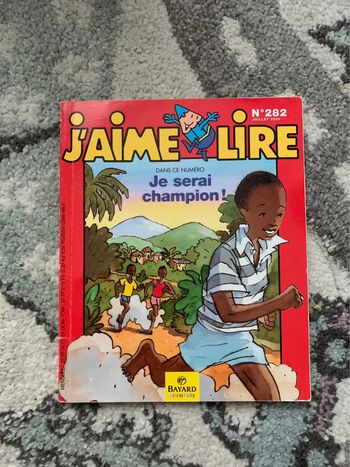 N°282
JUILLET 2000
J'AIME LIRE
DANS CE NUMÉRO
Je serai
champion !
BAYARD
JEUNESSE